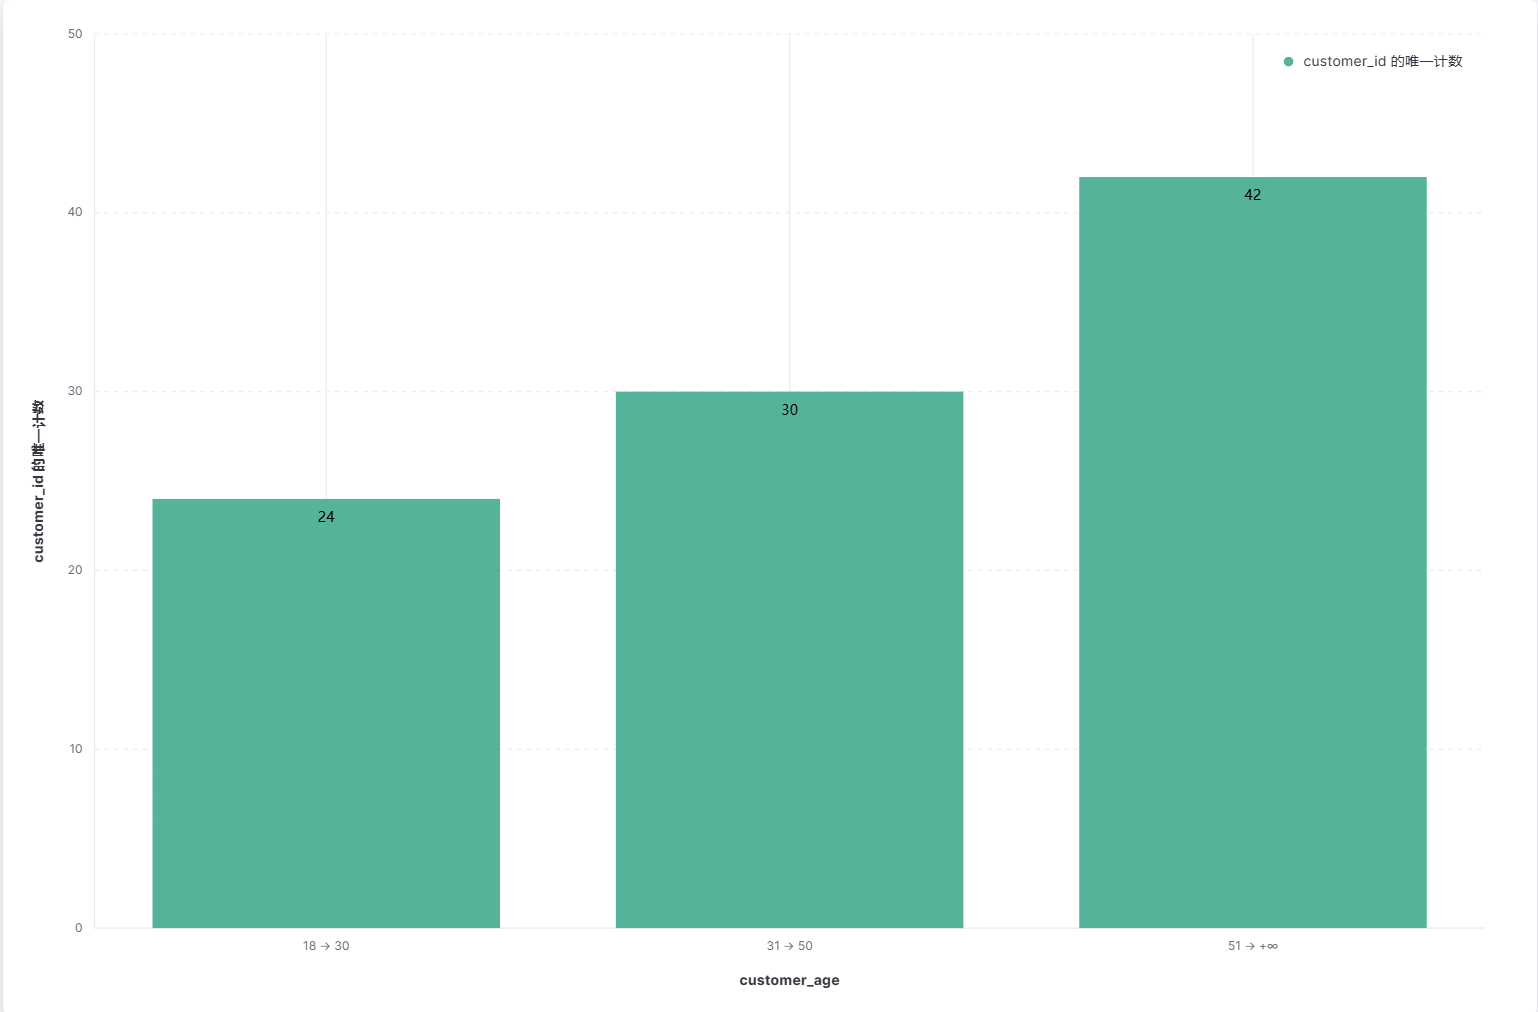 50
customer_id 的唯一计数
42
40
30
30
customer_id 的唯一计数
24
20
10
0
18 → 30
31 → 50
51 → +∞
customer_age